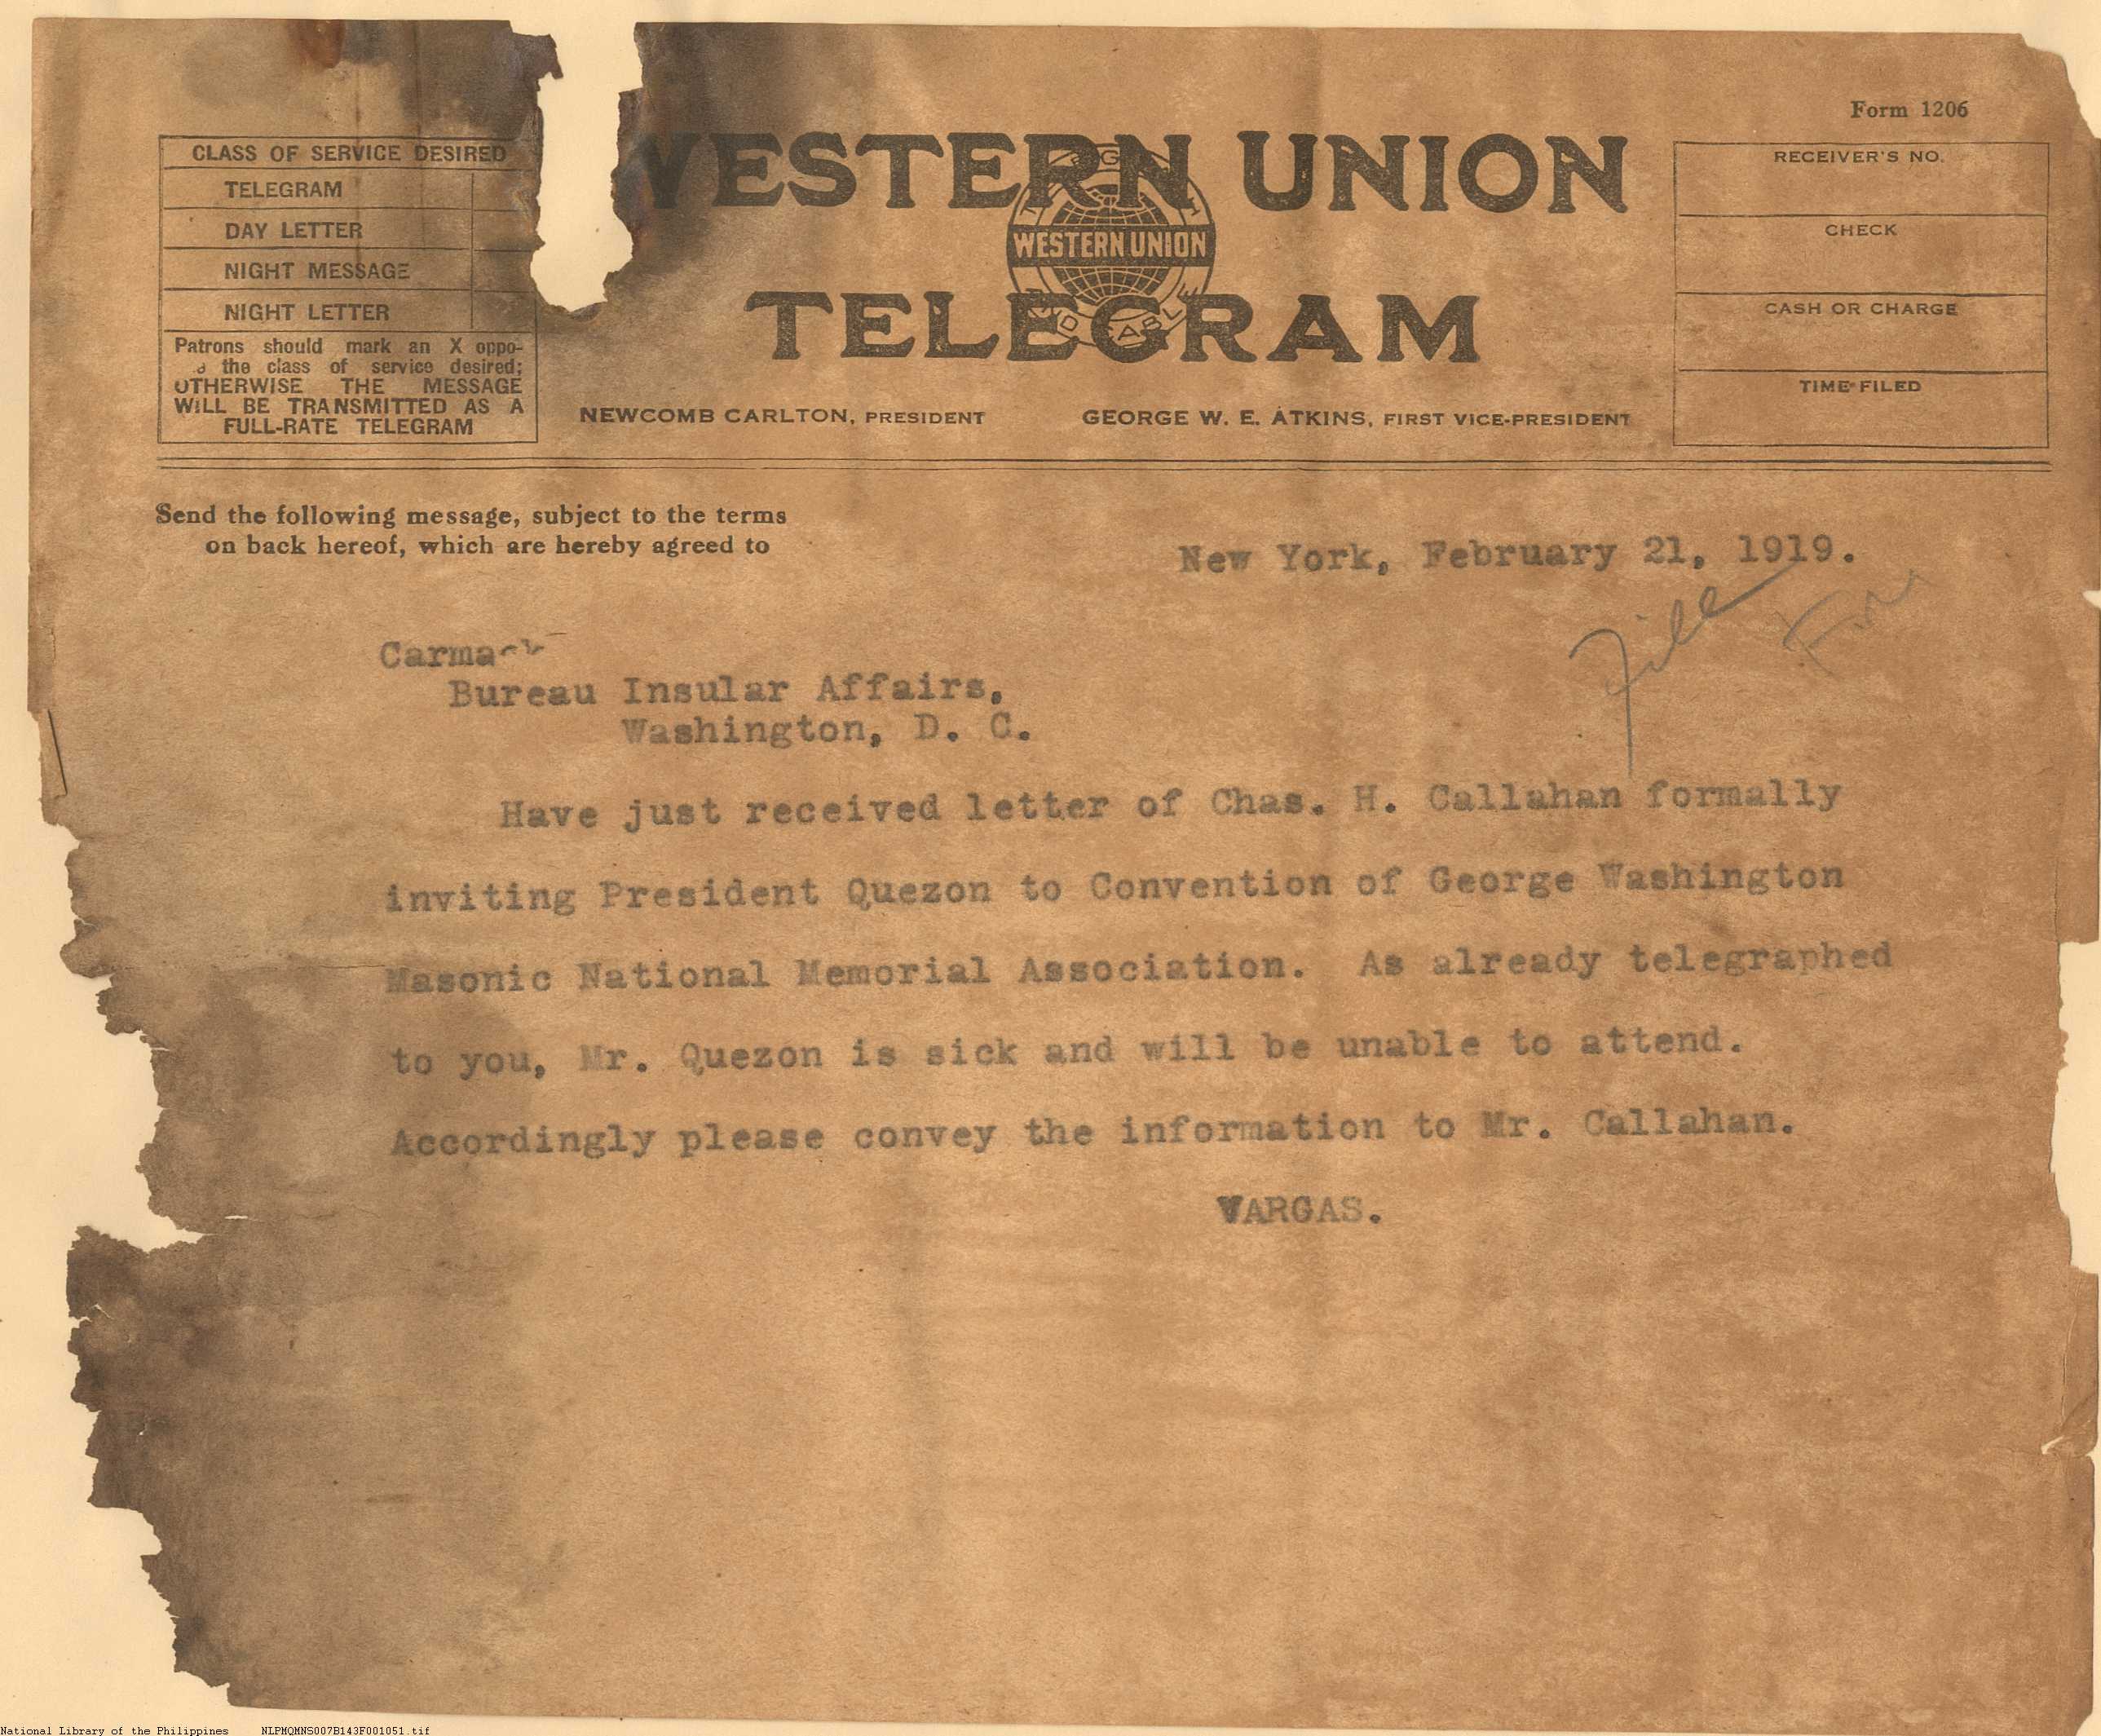 Form 1206
CLASS OF SERVICE DESIRED
TELEGRAM
DAY LETTER
NIGHT MESSAGE
NIGHT LETTER
Patrons should mark an X oppo-
the class of service desired;
OTHERWISE THE MESSAGE
WILL BE TRANSMITTED AS A
FULL-RATE TELEGRAM
WESTERN UNION
WESTERN UNION
TELEGRAM
NEWCOMB CARLTON, PRESIDENT
GEORGE W. E. ATKINS, FIRST VICE-PRESIDENT
RECEIVER'S NO.
CHECK
CASH OR CHARGE
TIME FILED
Send the following message, subject to the terms
on back hereof, which are hereby agreed to
New York, February 21, 1919.
File
Carmack
Bureau Insular Affairs,
Washington, D. C.
Have just received letter of Chas. H. Callahan formally
inviting President Quezon to Convention of George Washington
Masonic National Memorial Association. As already telegraphed
to you, Mr. Quezon is sick and will be unable to attend.
Accordingly please convey the information to Mr. Callahan.
VARGAS.
National Library of the Philippines NLPMQMNS007B143F001051.tif